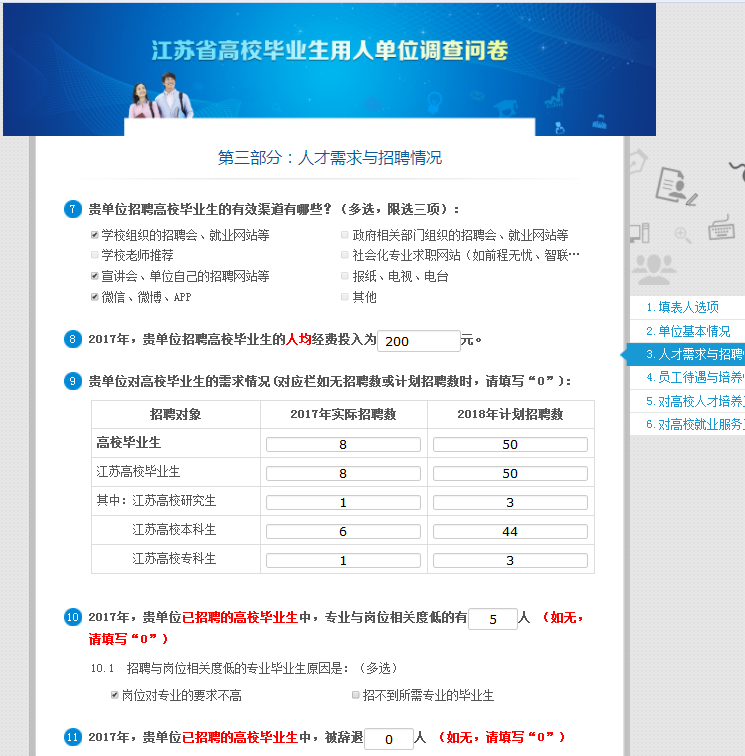 江苏省高校毕业生用人单位调查问卷
第三部分：人才需求与招聘情况
7 贵单位招聘高校毕业生的有效渠道有哪些？（多选，限选三项）：
学校组织的招聘会、就业网站等 政府相关部门组织的招聘会、就业网站等
学校老师推荐 社会化专业求职网站（如前程无忧、智联…
宣讲会、单位自己的招聘网站等 报纸、电视、电台
微信、微博、APP 其他
8 2017年，贵单位招聘高校毕业生的人均经费投入为 200 元。
9 贵单位对高校毕业生的需求情况（对应栏如无招聘数或计划招聘数时，请填写“0”）：
招聘对象 2017年实际招聘数 2018年计划招聘数
高校毕业生 8 50
江苏高校毕业生 8 50
其中：江苏高校研究生 1 3
江苏高校本科生 6 44
江苏高校专科生 1 3
10 2017年，贵单位已招聘的高校毕业生中，专业与岗位相关度低的有 5 人 （如无，
请填写“0”）
10.1 招聘与岗位相关度低的专业毕业生原因是：（多选）
岗位对专业的要求不高 招不到所需专业的毕业生
11 2017年，贵单位已招聘的高校毕业生中，被辞退 0 人 （如无，请填写“0”）
1. 填表人选项
2. 单位基本情况
3. 人才需求与招聘
4. 员工待遇与培养
5. 对高校人才培养
6. 对高校就业服务